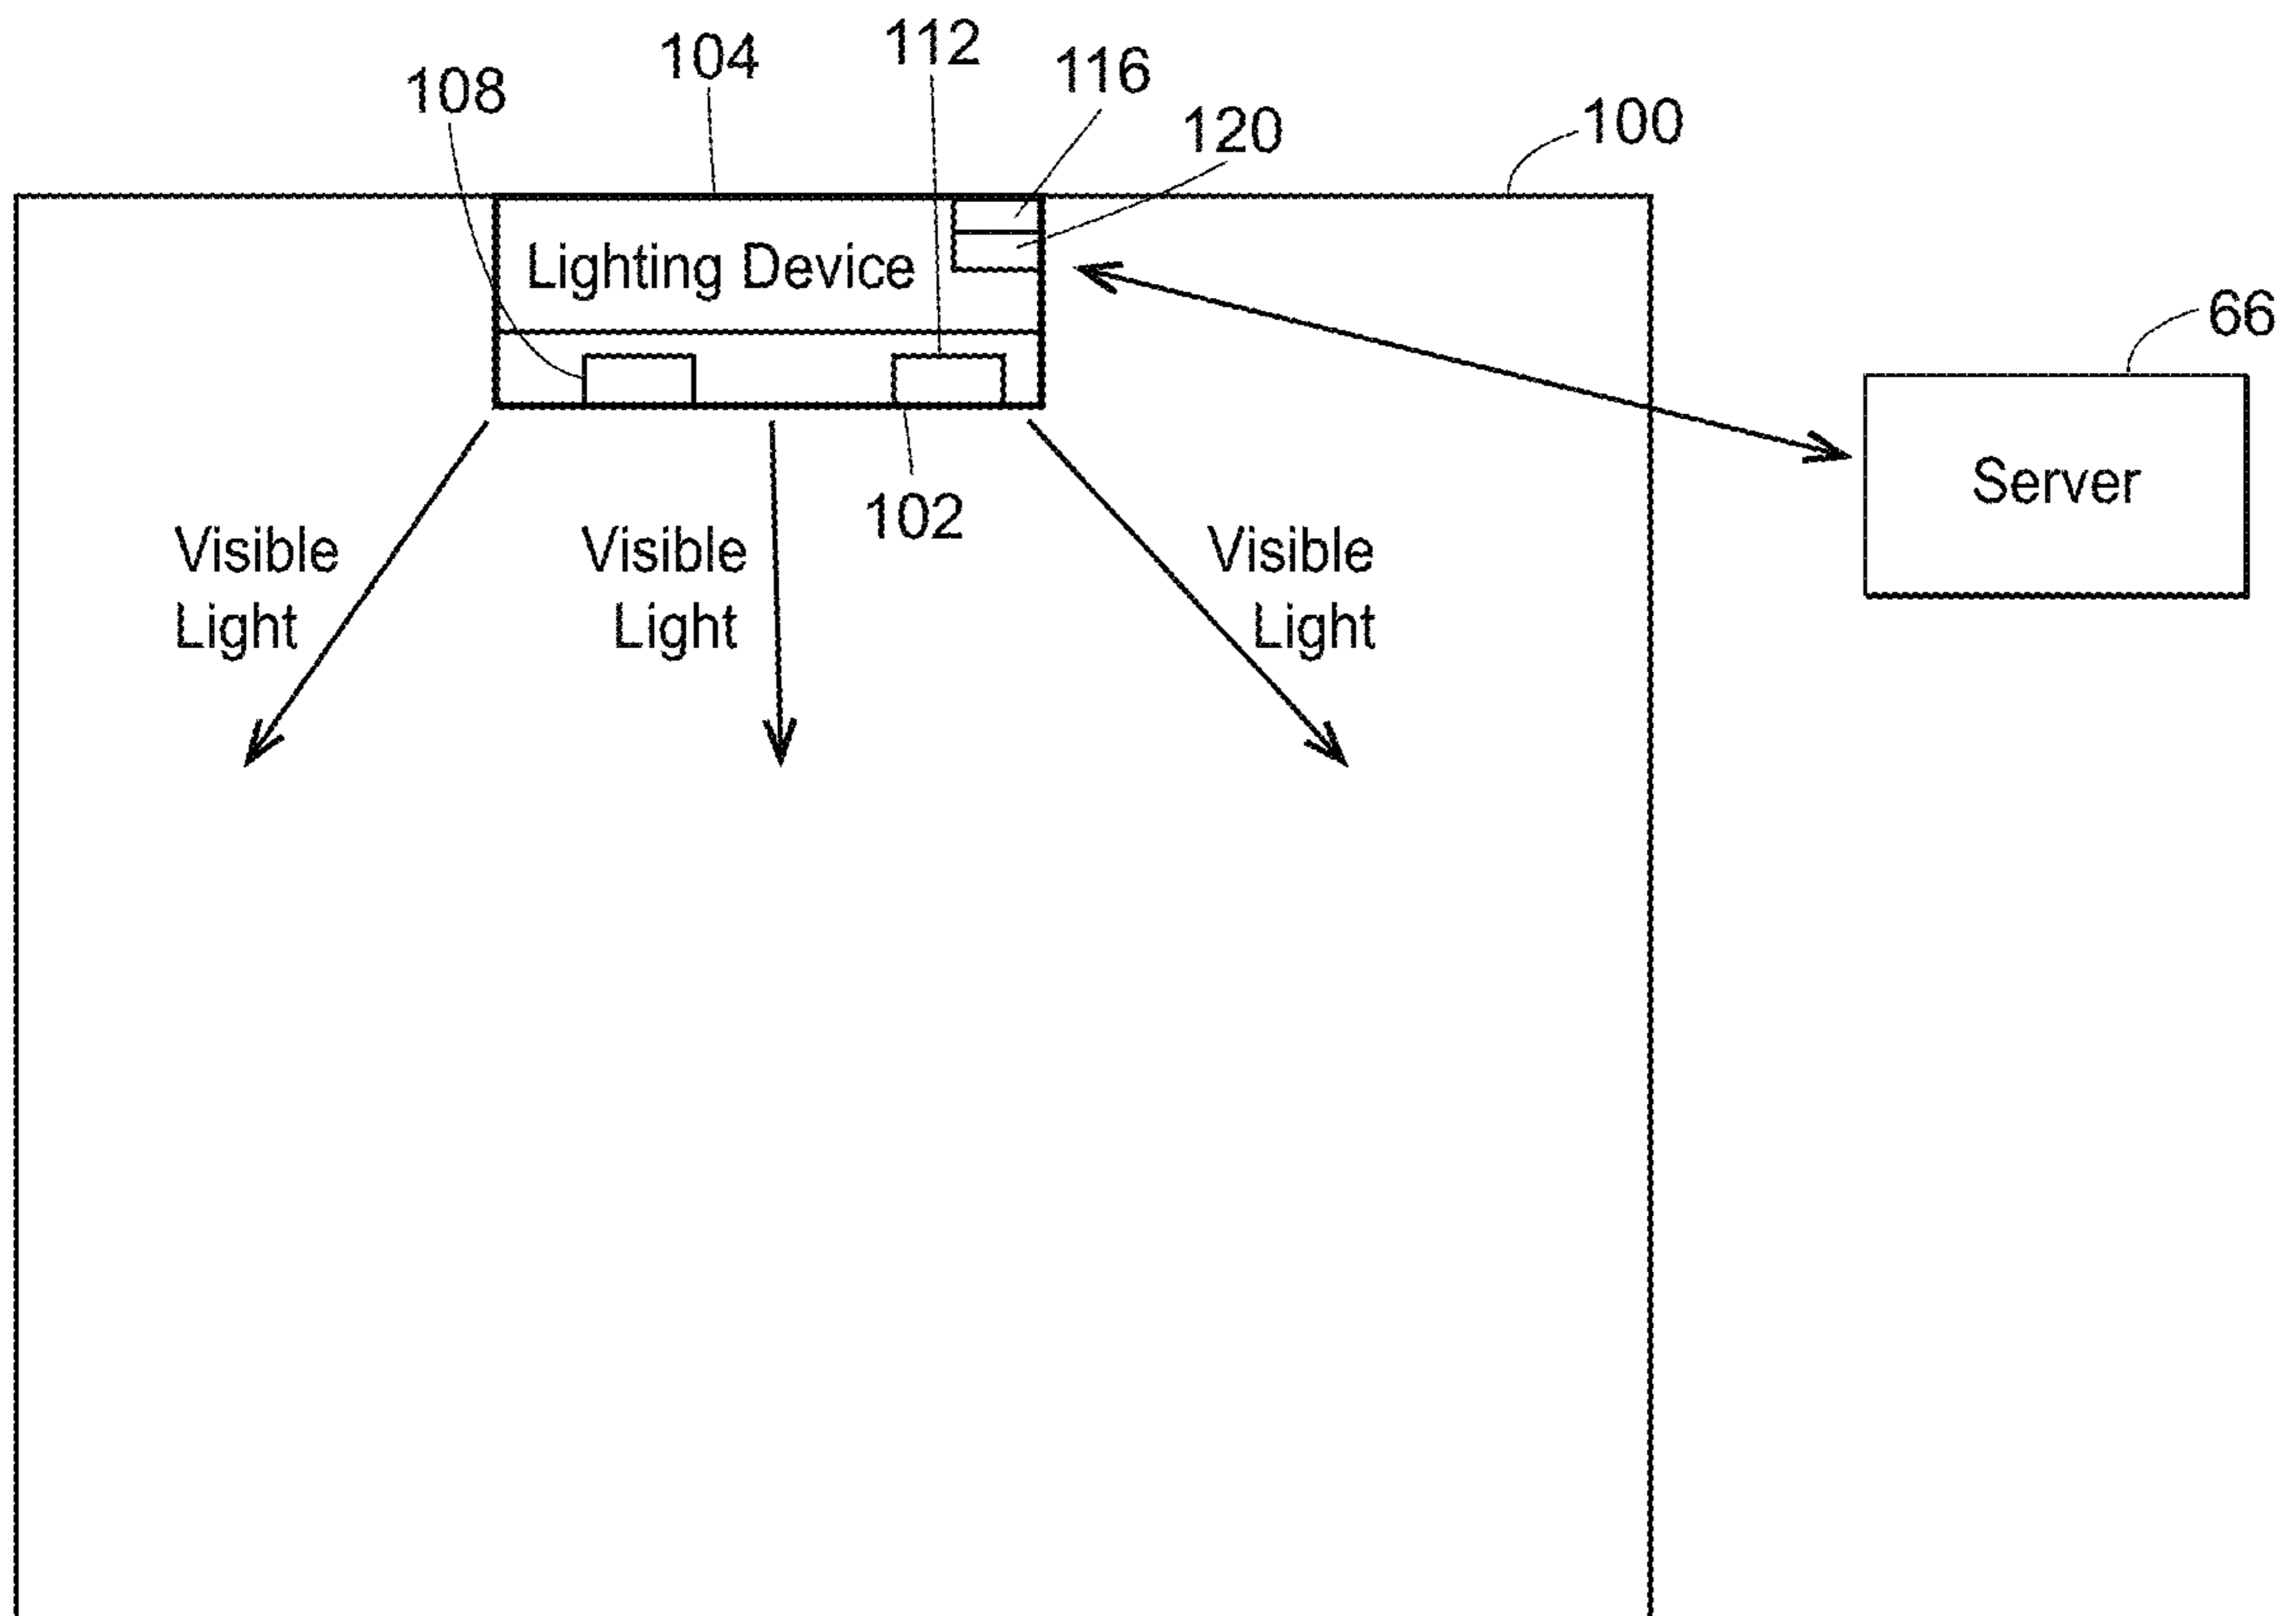 104
112
116
108
120
100
Lighting Device
66
Server
102
Visible
Light
Visible
Light
Visible
Light